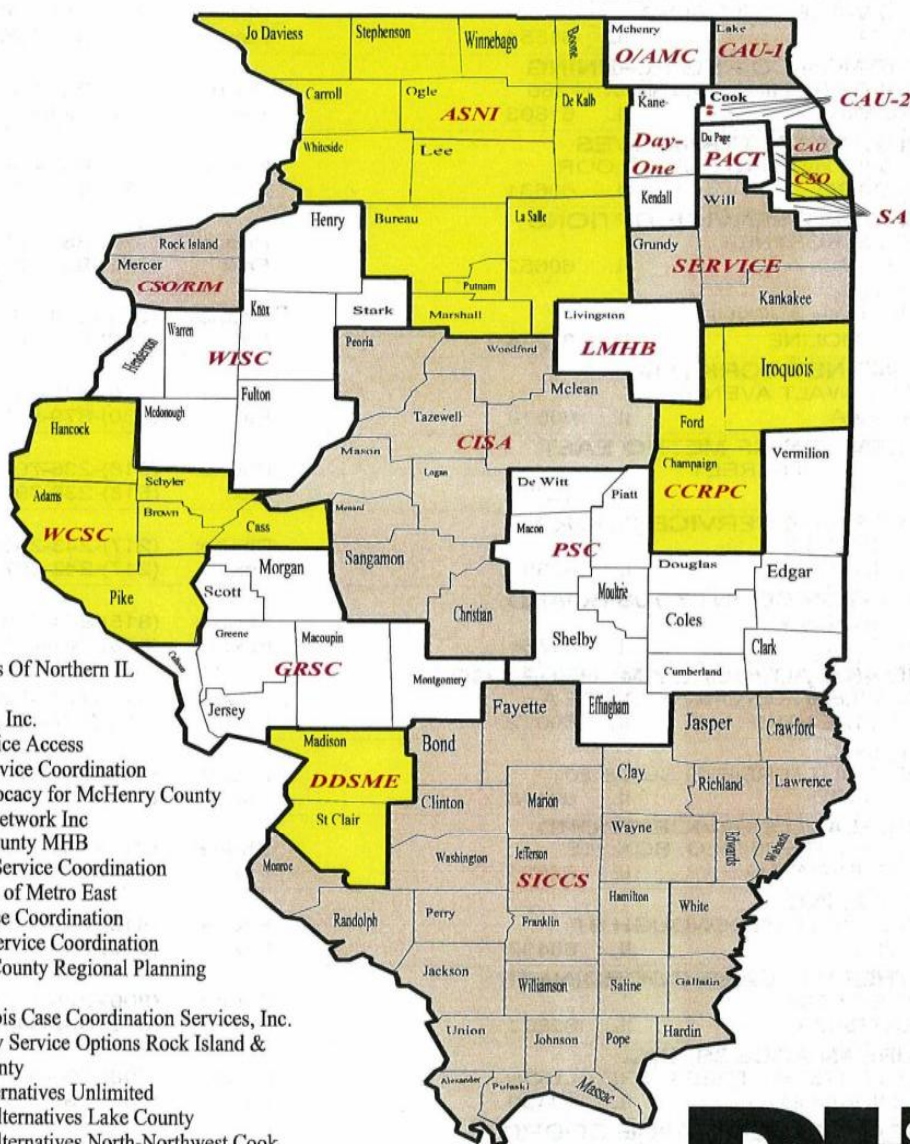 Jo Daviess Stephenson Winnebago Boone Mchenry Lake
O/AMC CAU-1
Carroll Ogle ASNI De Kalb Kane Cook CAU-2
Whiteside Lee Day-One Du Page PACT CAU
CSO
Kendall Will SA
Henry Bureau La Salle
Rock Island Grundy SERVICE
Mercer CSO/RIM Putnam Kankakee
Knox Stark Marshall Livingston
Henderson Warren WISC Peoria Woodford LMHB Iroquois
Fulton Mclean
Hancock Mcdonough Tazewell CISA Ford Vermilion
Schyler Mason Logan De Witt Piatt Champaign CCRPC
Adams WCSC Brown Cass Menard Macon PSC
Sangamon Douglas Edgar
Pike Morgan Scott Christian Moultrie Coles
Greene Macoupin Shelby Clark
Calhoun GRSC Montgomery Cumberland
Jersey Fayette Effingham
s Of Northern IL
Inc.
ice Access
vice Coordination
ocacy for McHenry County
etwork Inc
unty MHB
Service Coordination
of Metro East
e Coordination
ervice Coordination
County Regional Planning
ois Case Coordination Services, Inc.
y Service Options Rock Island &
nty
ernatives Unlimited
lternatives Lake County
lternatives North-Northwest Cook
Madison Bond Jasper Crawford
DDSME Clay
St Clair Clinton Marion Richland Lawrence
Wayne
Monroe Washington Jefferson SICCS Edwards Wabash
Randolph Perry Franklin Hamilton White
Jackson Williamson Saline Gallatin
Union Johnson Pope Hardin
Alexander Pulaski Massac